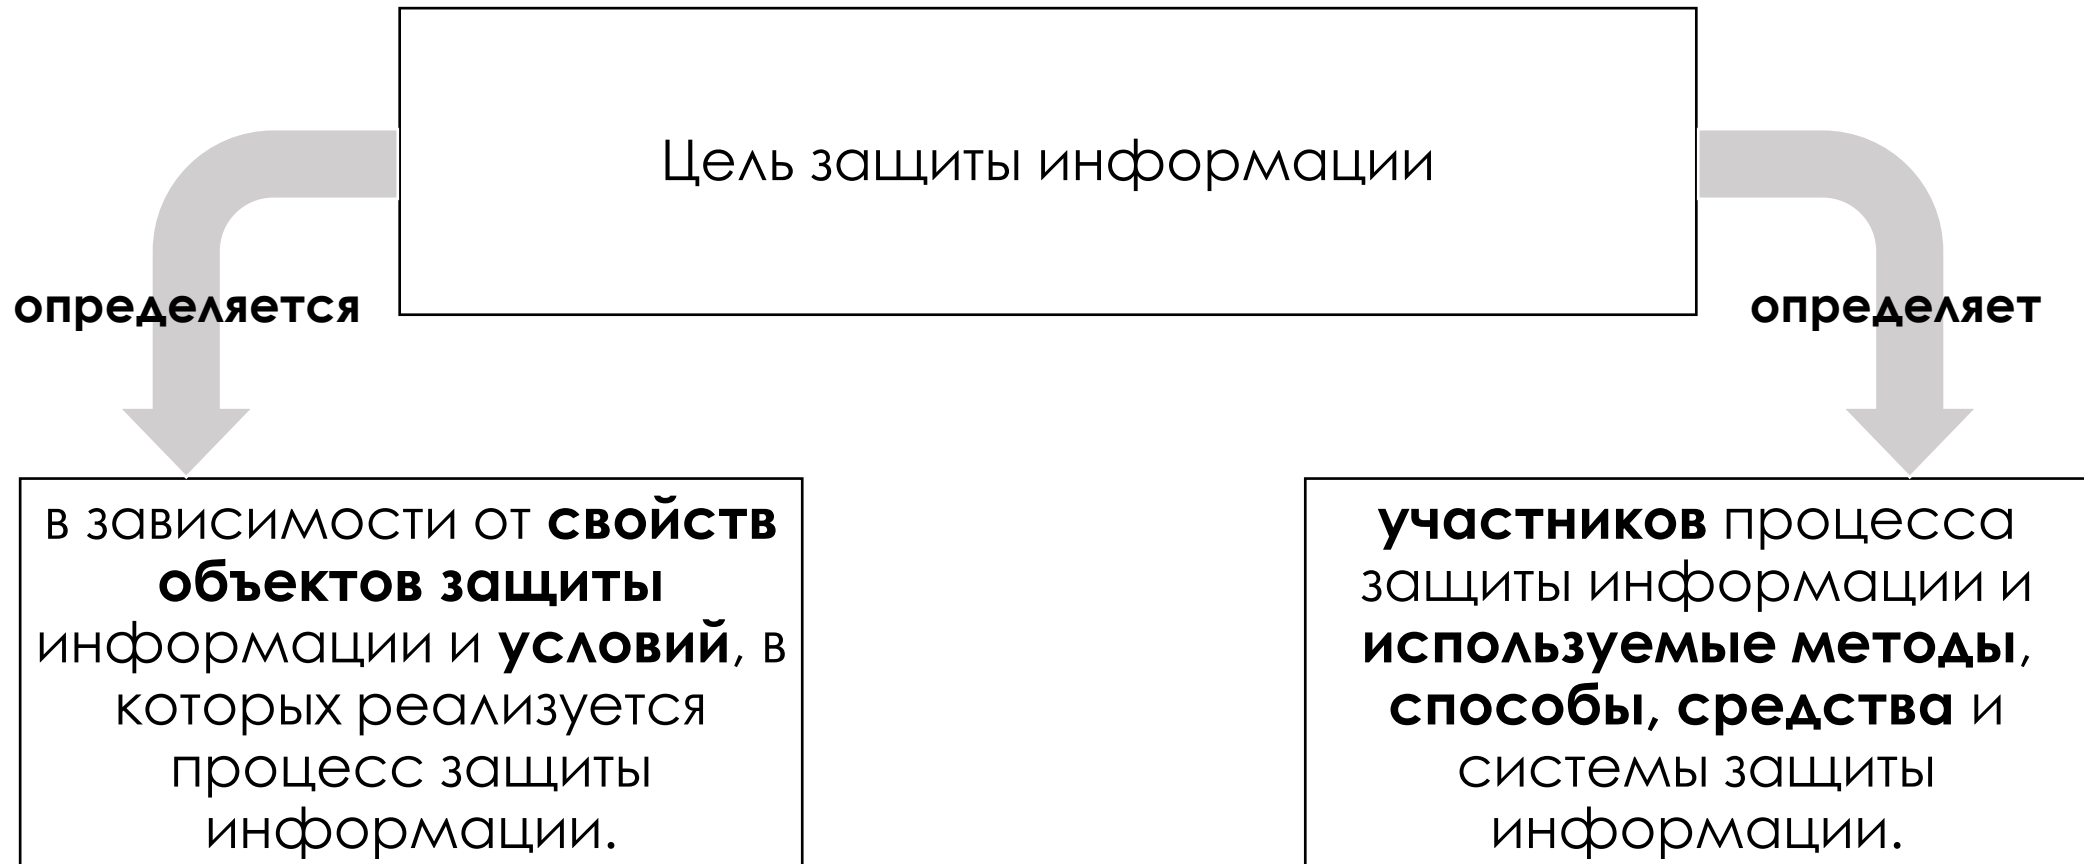 Цель защиты информации
определяется
определяет
в зависимости от свойств
объектов защиты
информации и условий, в
которых реализуется
процесс защиты
информации.
участников процесса
защиты информации и
используемые методы,
способы, средства и
системы защиты
информации.